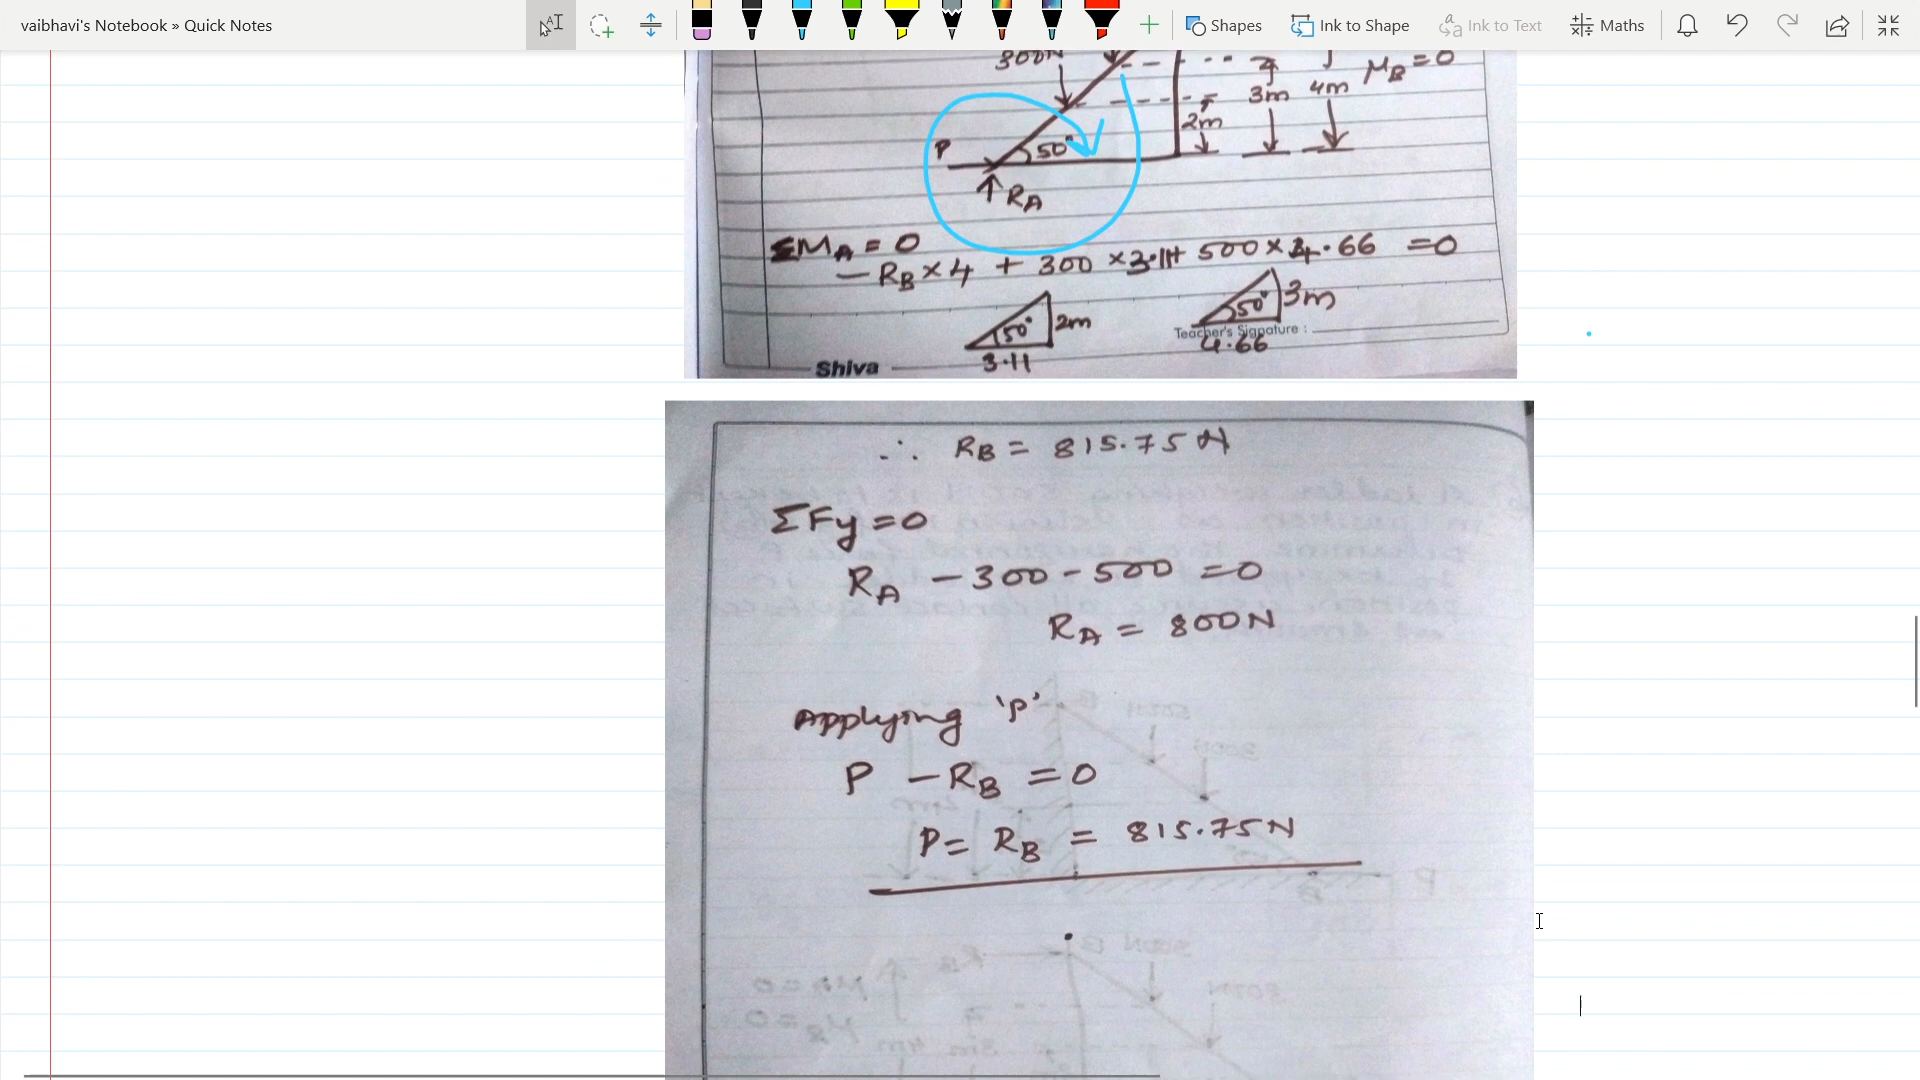 vaibhavi's Notebook » Quick Notes
Shapes
Ink to Shape
Ink to Text
Maths
300N
3m
4m
μB = 0
2m
P
50°
RA
ΣMA = 0
- RB × 4 + 300 × 3.11 + 500 × 4.66 = 0
50°
2m
3.11
50°
3m
Teacher's Signature :
4.66
Shiva
∴ RB = 815.75 N
ΣFy = 0
RA - 300 - 500 = 0
RA = 800N
Applying 'P'
P - RB = 0
P = RB = 815.75N